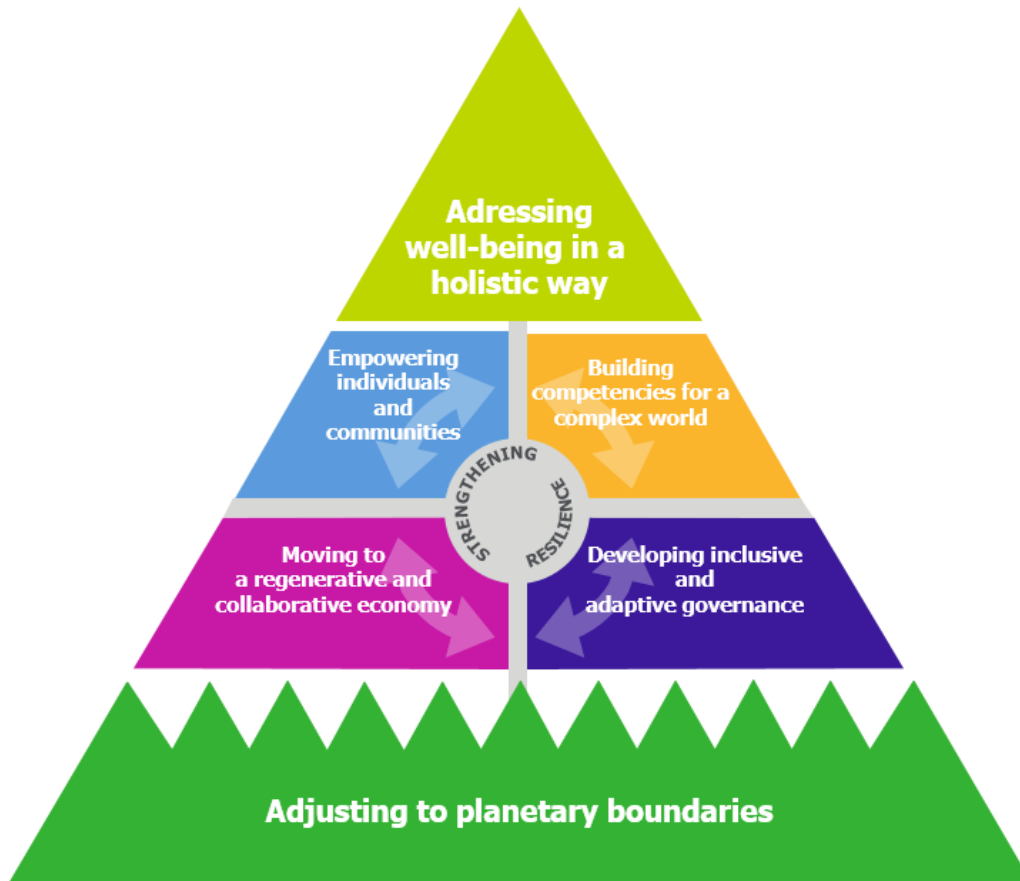 Adressing
well-being in a
holistic way
Empowering
individuals
and
communities
Building
competencies for a
complex world
STRENGTHENING
RESILIENCE
Moving to
a regenerative and
collaborative economy
Developing inclusive
and
adaptive governance
Adjusting to planetary boundaries